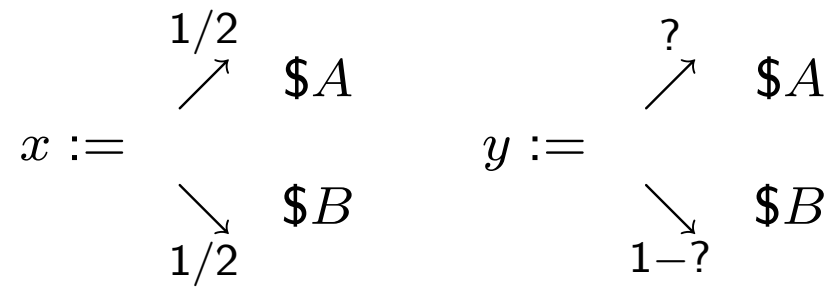 1/2 ?
$A $A
x := y :=
$B $B
1/2 1−?